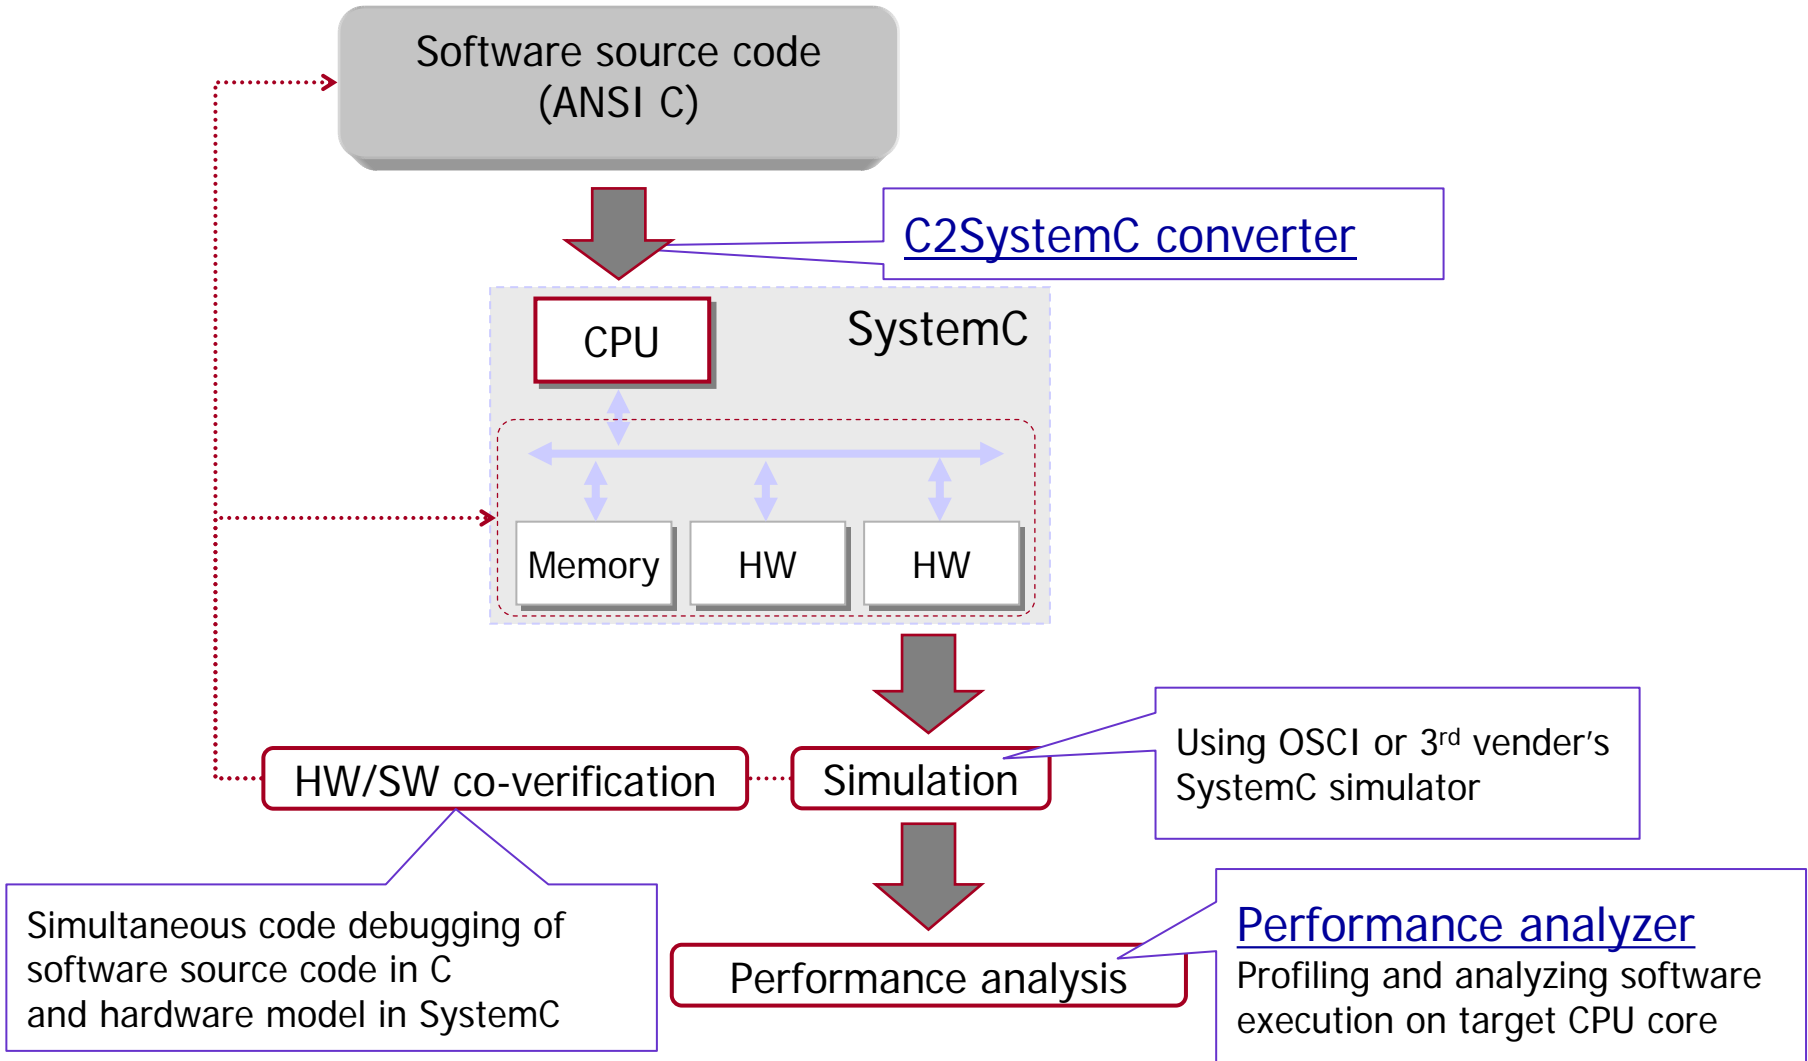 Software source code
(ANSI C)
C2SystemC converter
SystemC
CPU
Memory
HW
HW
Using OSCI or 3rd vender's
SystemC simulator
HW/SW co-verification
Simulation
Simultaneous code debugging of
software source code in C
and hardware model in SystemC
Performance analysis
Performance analyzer
Profiling and analyzing software
execution on target CPU core